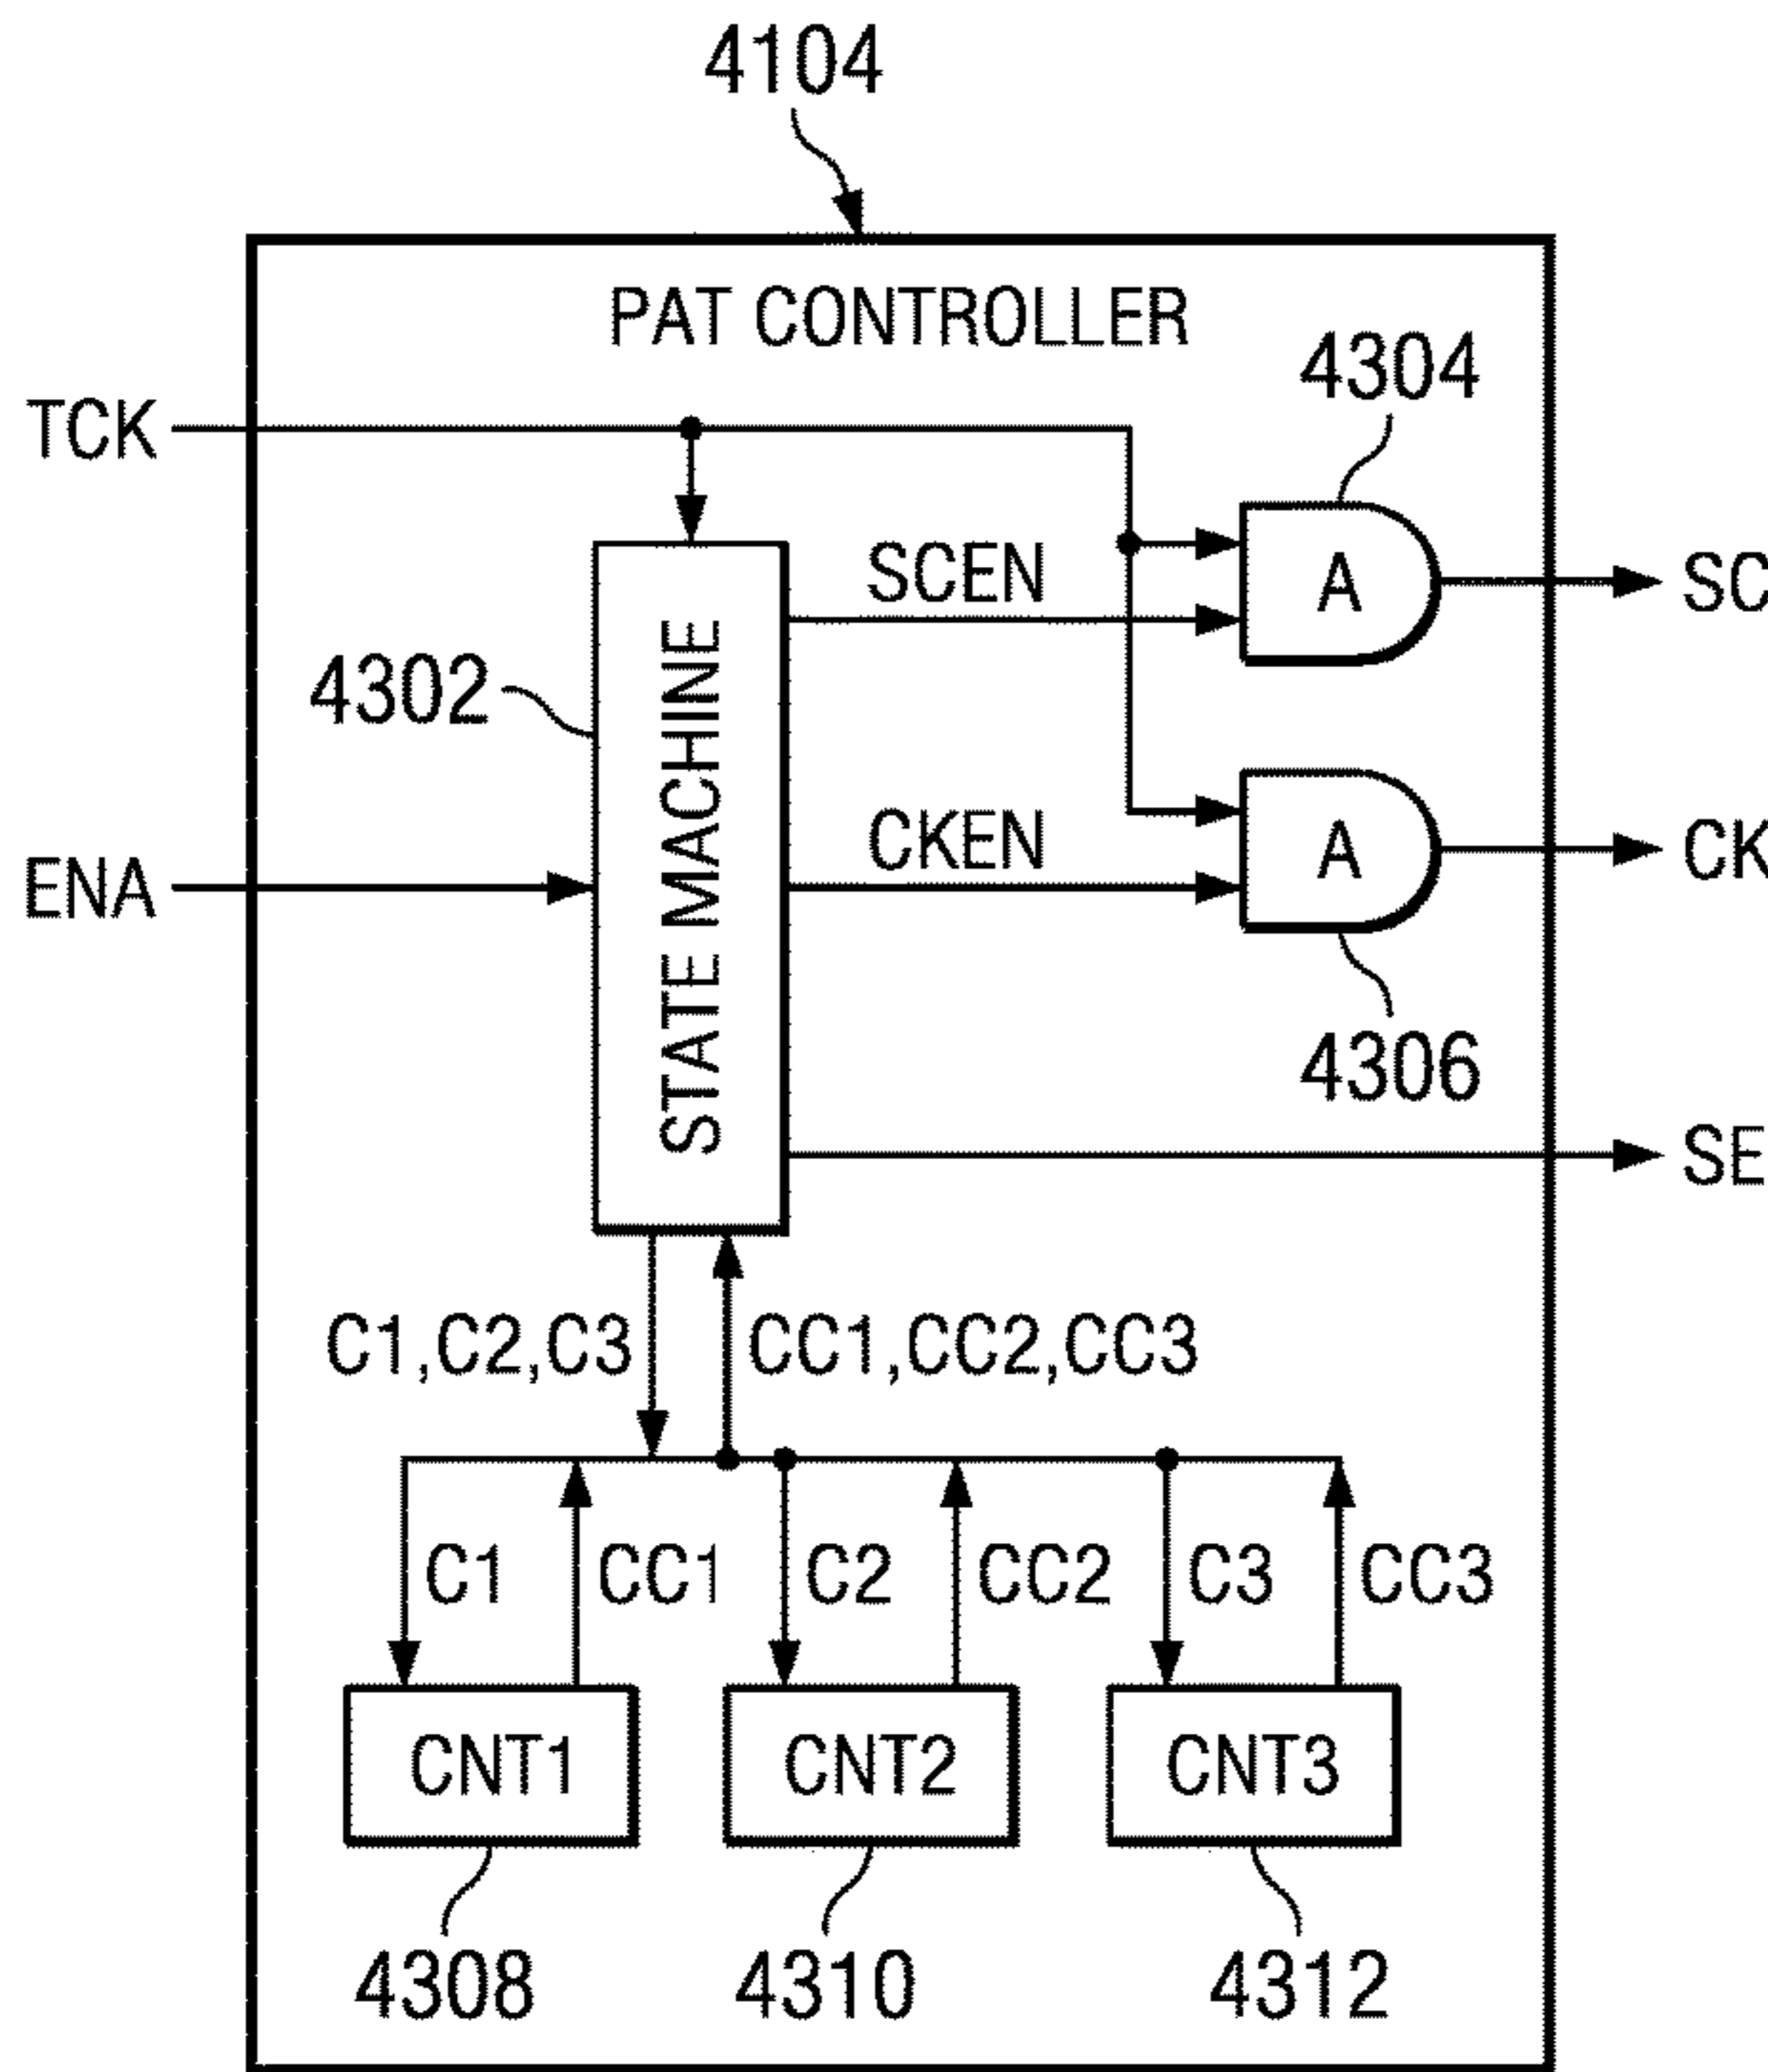 4104
PAT CONTROLLER
4304
TCK
A
SC
SCEN
4302
STATE MACHINE
CKEN
A
CK
ENA
4306
SE
C1,C2,C3
CC1,CC2,CC3
C1
CC1
C2
CC2
C3
CC3
CNT1
CNT2
CNT3
4308
4310
4312